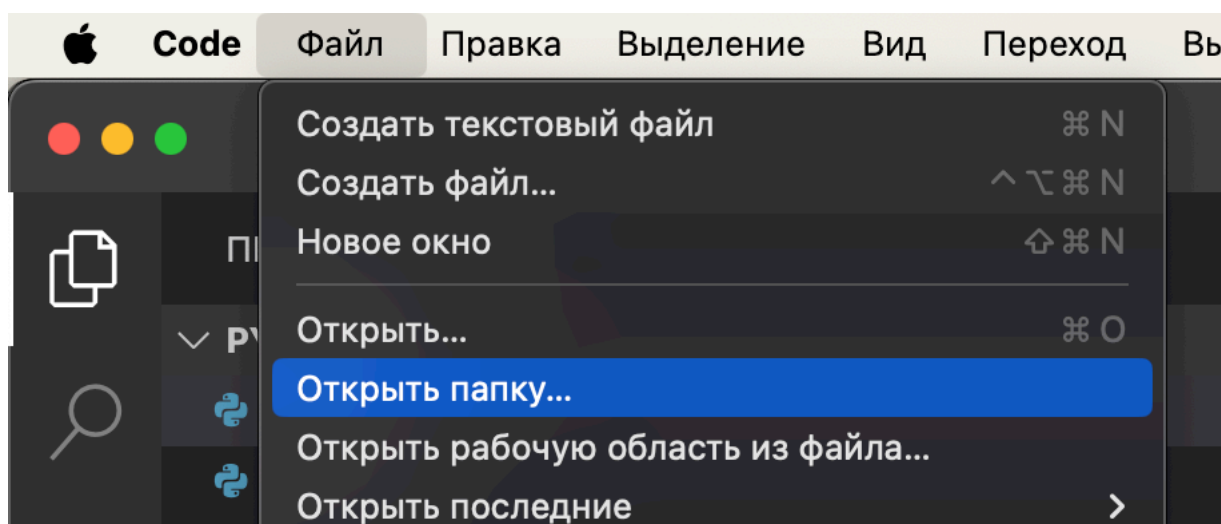 Code Файл Правка Выделение Вид Переход
Создать текстовый файл ⌘ N
Создать файл... ^ ⌥ ⌘ N
Новое окно ⇧ ⌘ N
Открыть... ⌘ O
Открыть папку...
Открыть рабочую область из файла...
Открыть последние